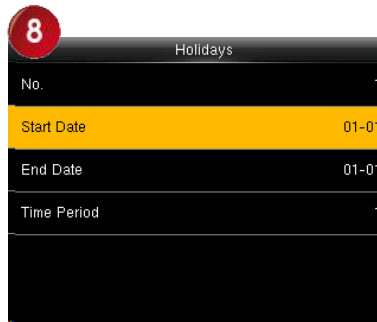 8
Holidays
No.
Start Date 01-01
End Date 01-01
Time Period